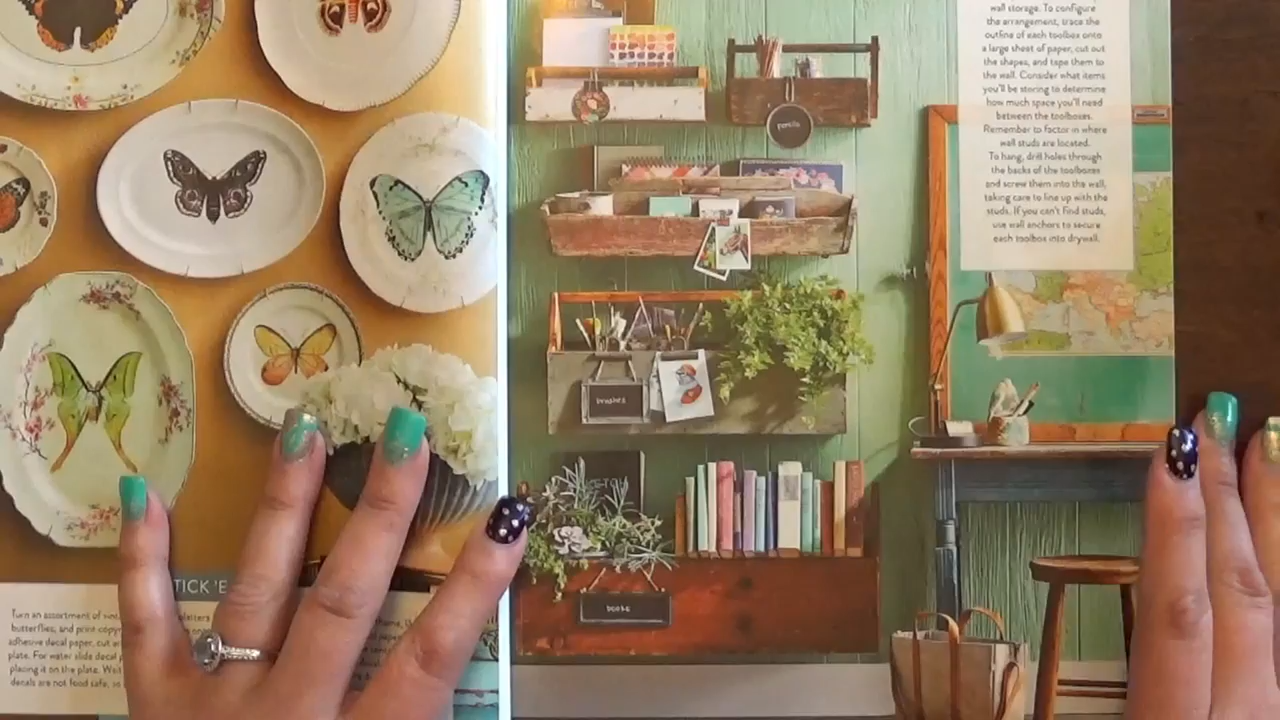 TICK 'E
Turn an assortment of
butterflies, and print copyr
adhesive decal paper, cut
plate. For water slide decal p
placing it on the plate. Wait
decals are not food safe, so
wall storage. To configure
the arrangement, trace the
outline of each toolbox onto
a large sheet of paper, cut out
the shapes, and tape them to
the wall. Consider what items
you'll be storing to determine
how much space you'll need
between the toolboxes.
Remember to factor in where
wall studs are located.
To hang, drill holes through
the backs of the toolboxes
and screw them into the wall,
taking care to line up with the
studs. If you can't find studs,
use wall anchors to secure
each toolbox into drywall.
pencils
brushes
books